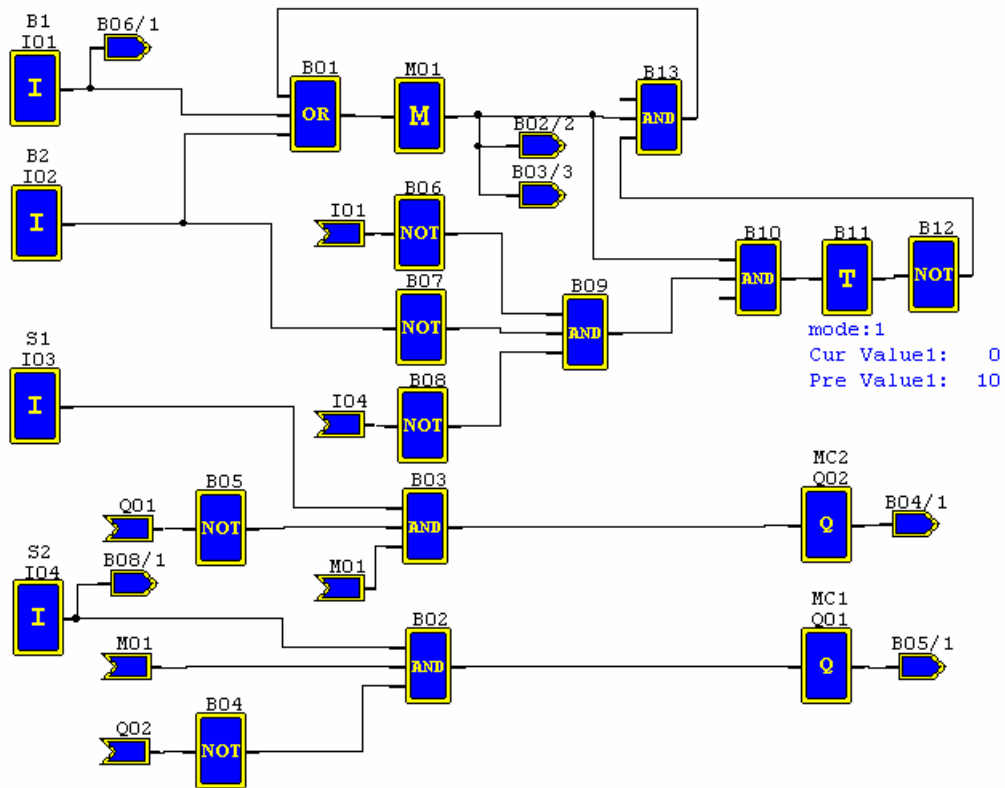 B1
I01
I
B06/1
B01
OR
M01
M
B13
AND
B02/2
B03/3
B2
I02
I
I01
B06
NOT
B07
NOT
B09
AND
B10
AND
B11
T
B12
NOT
mode:1
Cur Value1: 0
Pre Value1: 10
S1
I03
I
I04
B08
NOT
Q01
B05
NOT
B03
AND
M01
MC2
Q02
Q
B04/1
S2
I04
I
B08/1
M01
B02
AND
MC1
Q01
Q
B05/1
Q02
B04
NOT